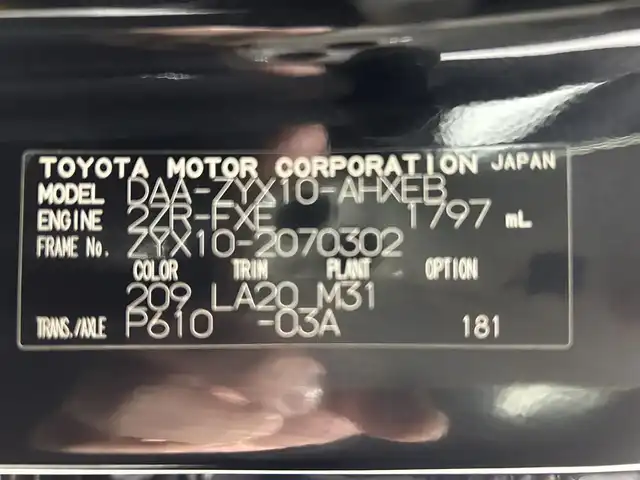 TOYOTA MOTOR CORPORATION JAPAN
MODEL DAA-ZYX10-AHXEB
ENGINE 2ZR-FXE 1797 mL
FRAME No. ZYX10-2070302
COLOR TRIM PLANT OPTION
209 LA20 M31
TRANS./AXLE P610 -03A 181